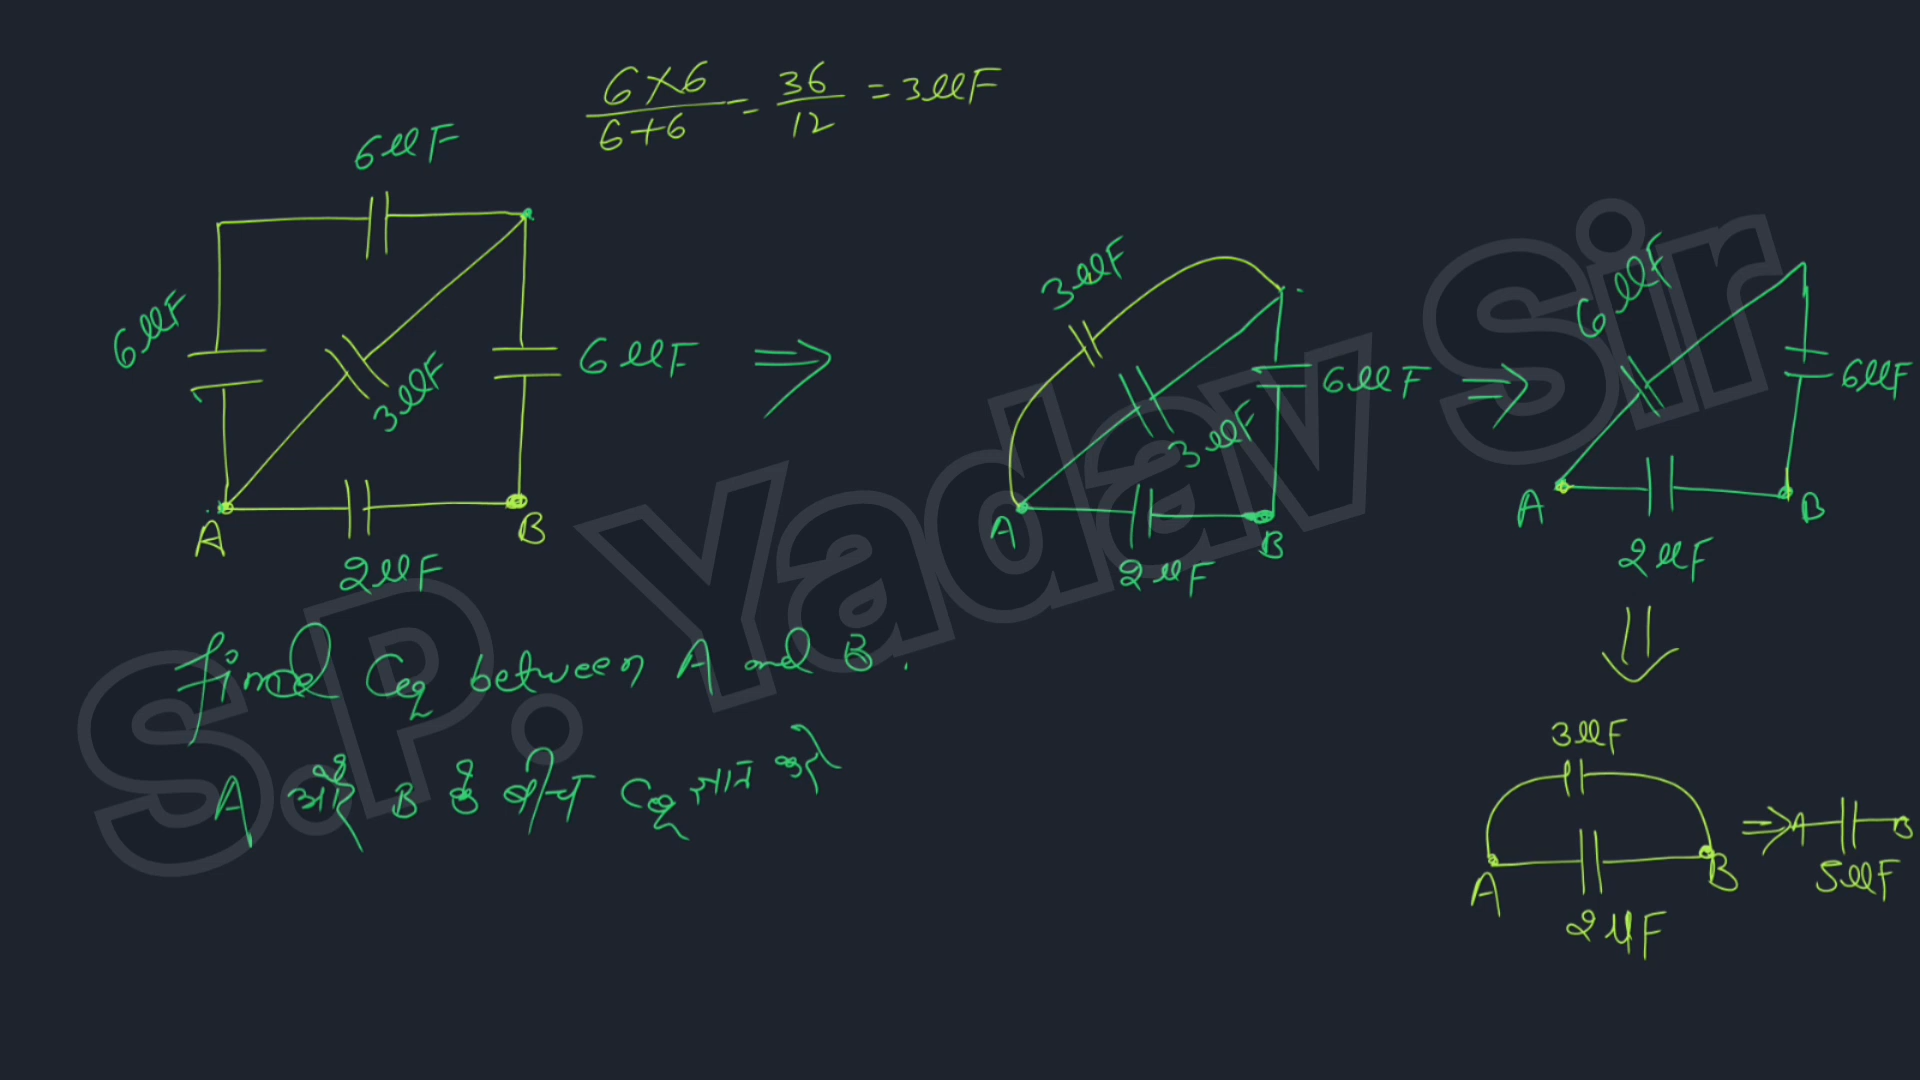 6×6/6+6 = 36/12 = 3μF
6μF
6μF
3μF
6μF
A
B
2μF
3μF
3μF
6μF
A
B
2μF
6μF
6μF
A
B
2μF
3μF
A
B
2μF
A
B
5μF
Find Ceq between A and B.
A और B के बीच Ceq ज्ञात करे
S.P. Yadav Sir